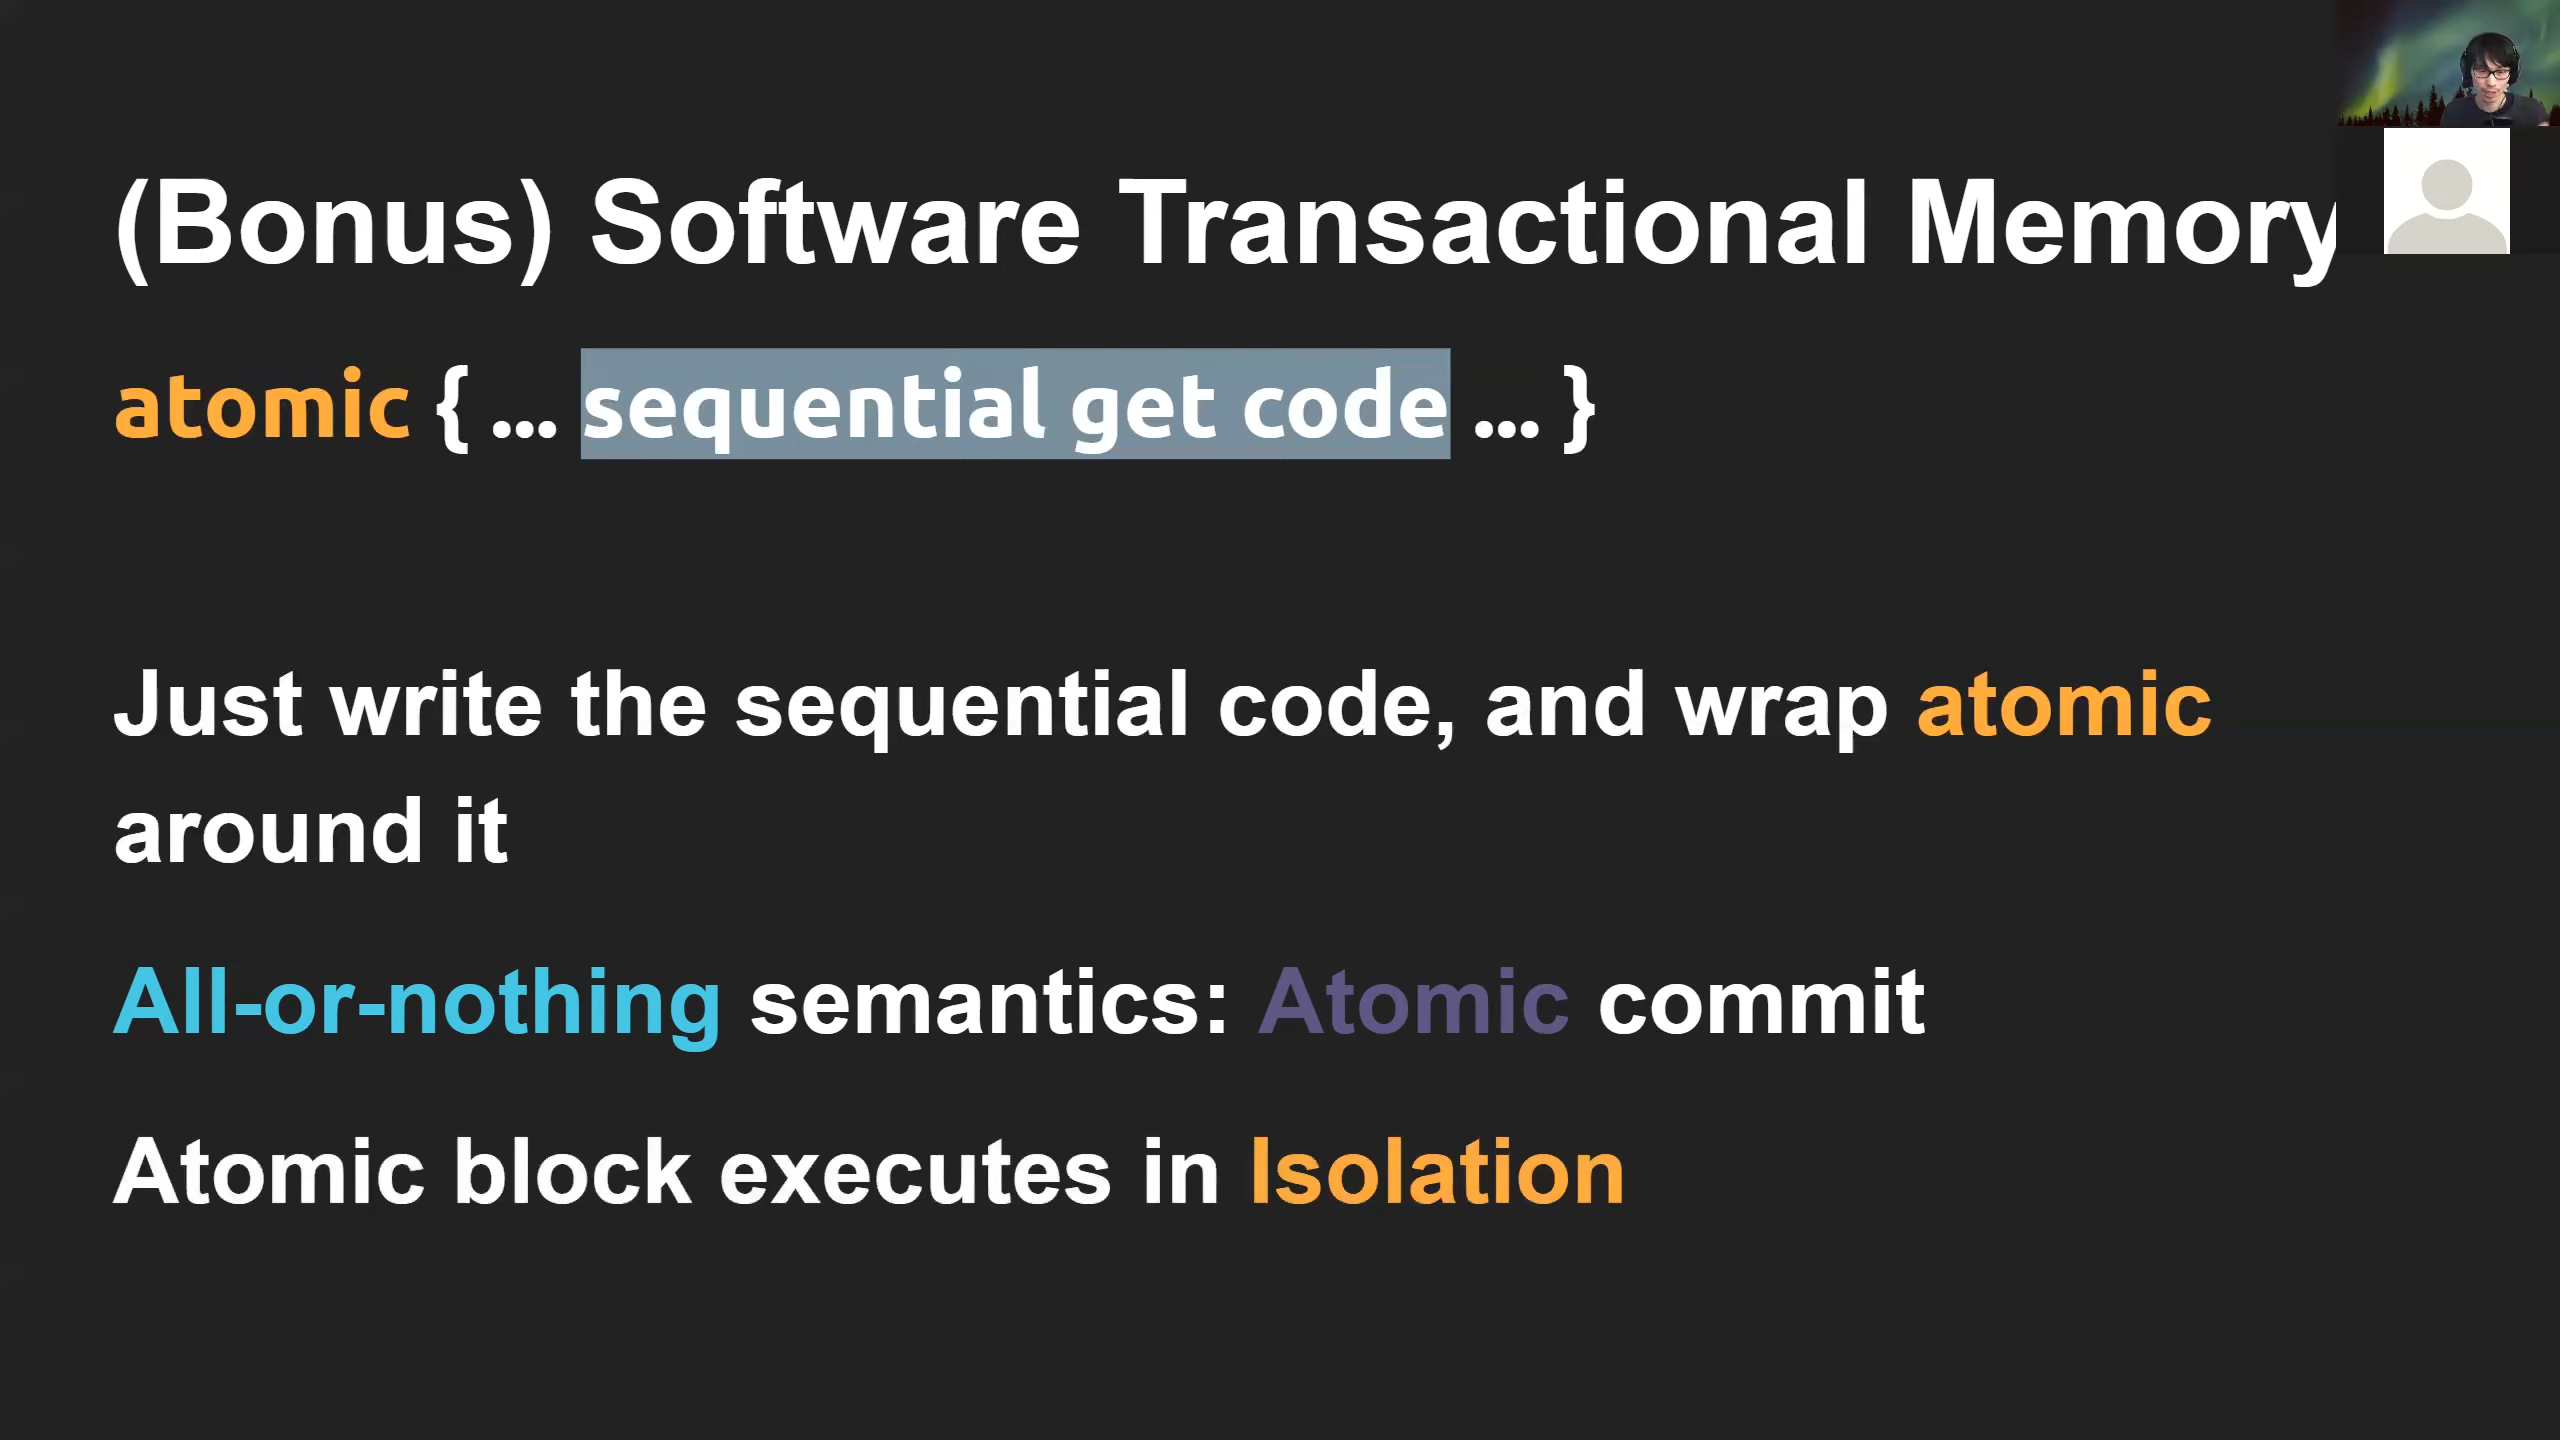 (Bonus) Software Transactional Memory
atomic { ... sequential get code ... }
Just write the sequential code, and wrap atomic
around it
All-or-nothing semantics: Atomic commit
Atomic block executes in Isolation